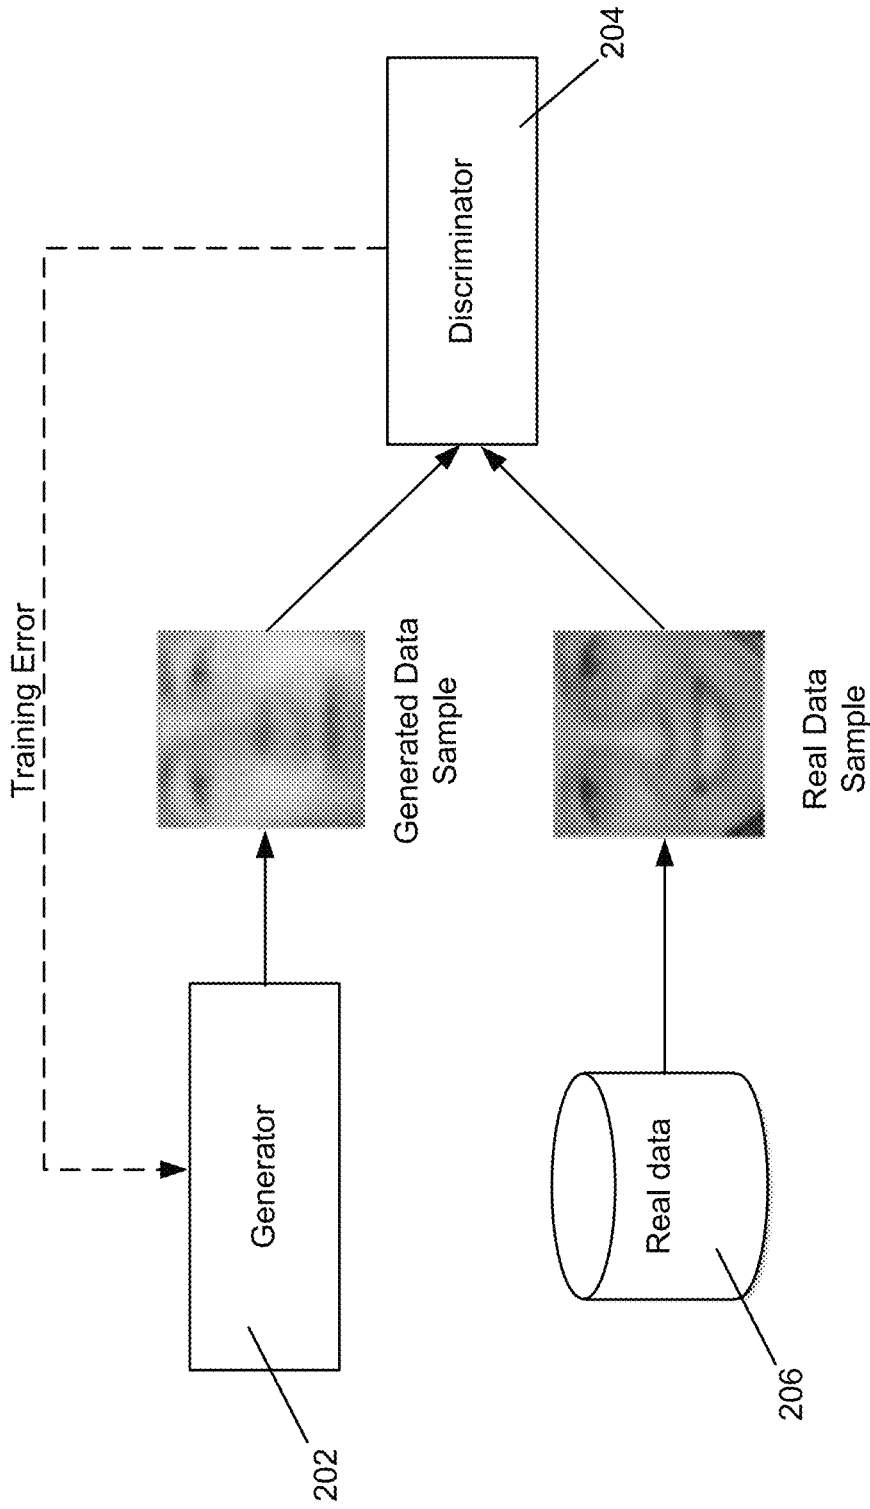 Training Error
202
Generator
Generated Data
Sample
Discriminator
204
206
Real data
Real Data
Sample